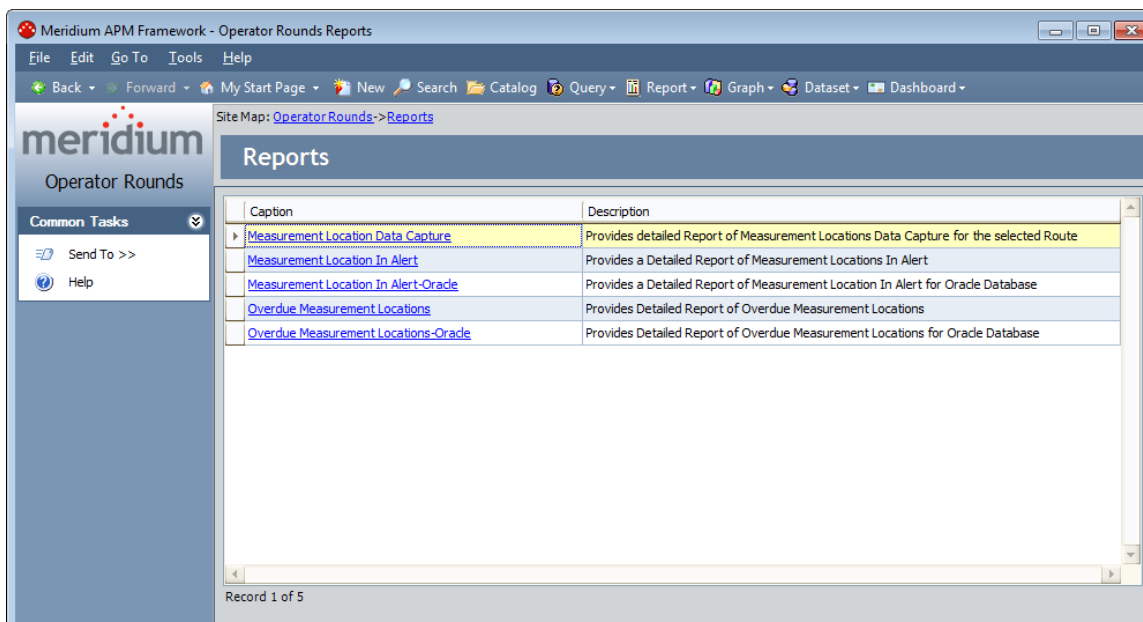 Meridium APM Framework - Operator Rounds Reports
File Edit Go To Tools Help
Back Forward My Start Page New Search Catalog Query Report Graph Dataset Dashboard
meridium
Operator Rounds
Common Tasks
Send To >>
Help
Site Map: Operator Rounds->Reports
Reports
Caption Description
Measurement Location Data Capture Provides detailed Report of Measurement Locations Data Capture for the selected Route
Measurement Location In Alert Provides a Detailed Report of Measurement Locations In Alert
Measurement Location In Alert-Oracle Provides a Detailed Report of Measurement Location In Alert for Oracle Database
Overdue Measurement Locations Provides Detailed Report of Overdue Measurement Locations
Overdue Measurement Locations-Oracle Provides Detailed Report of Overdue Measurement Locations for Oracle Database
Record 1 of 5